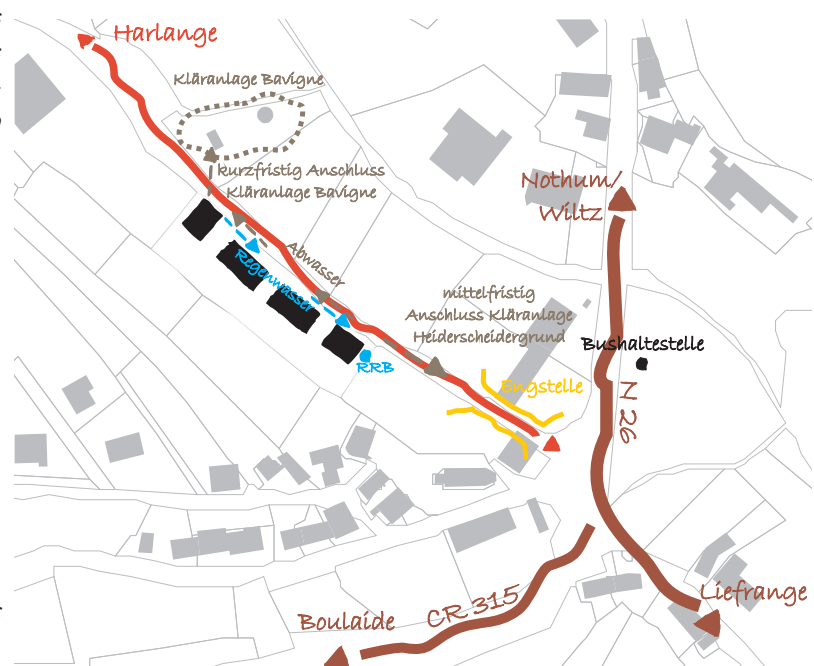 Harlange
Kläranlage Bavigne
kurzfristig Anschluss
Kläranlage Bavigne
Nothum/
Wiltz
Abwasser
Regenwasser
mittelfristig
Anschluss Kläranlage
Heiderscheidergrund
Bushaltestelle
RRB
Engstelle
N 26
Liefrange
CR 315
Boulaide